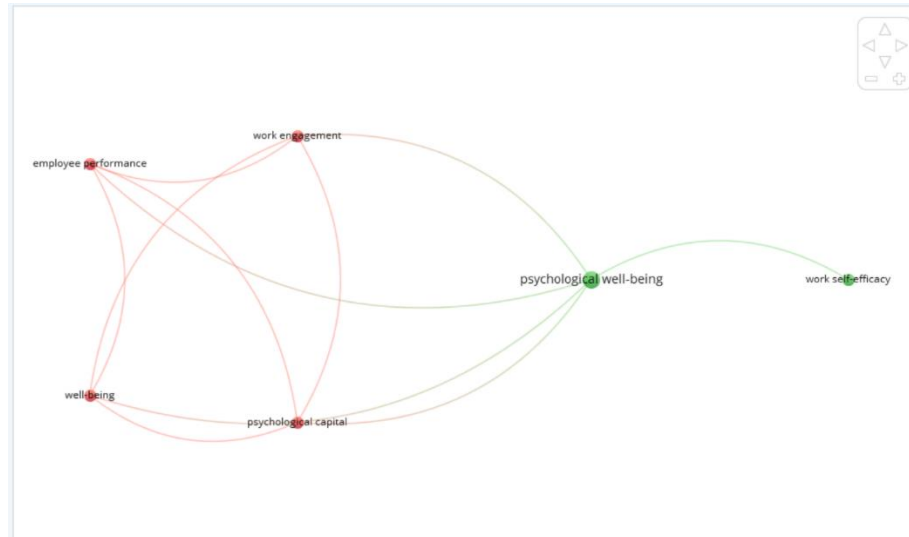 work engagement
employee performance
psychological well-being
work self-efficacy
well-being
psychological capital